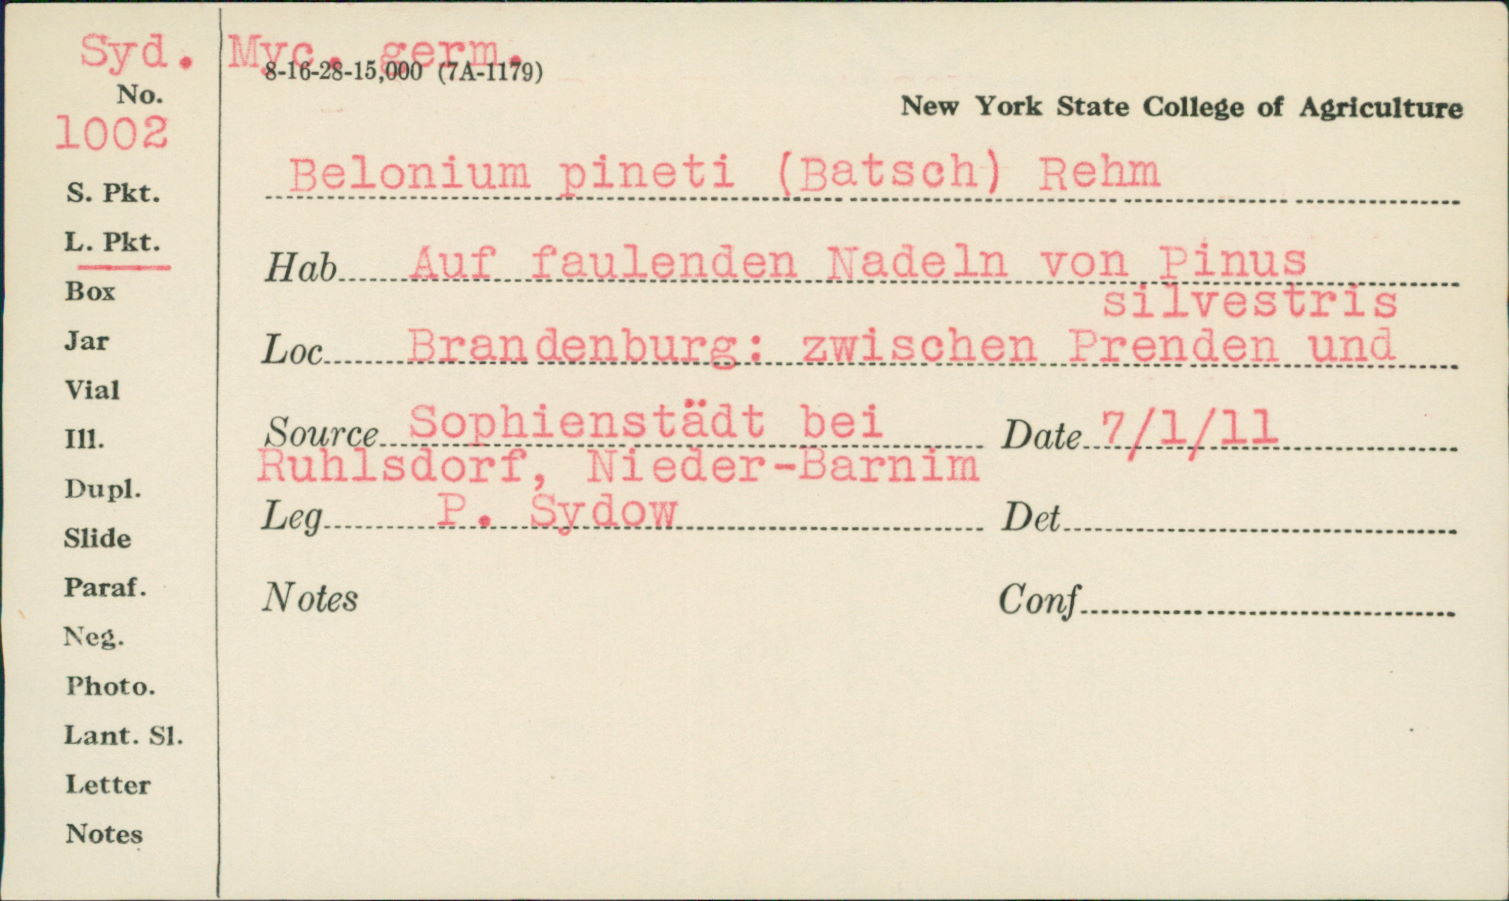 Syd. Myc. germ.
8-16-28-15,000 (7A-1179)
No.
1002
New York State College of Agriculture
Belonium pineti (Batsch) Rehm
S. Pkt.
L. Pkt.
Box
Jar
Vial
Ill.
Dupl.
Slide
Paraf.
Neg.
Photo.
Lant. Sl.
Letter
Notes
Hab. Auf faulenden Nadeln von Pinus
silvestris
Loc. Brandenburg: zwischen Prenden und
Source Sophienstädt bei Date 7/1/11
Ruhlsdorf, Nieder-Barnim
Leg. P. Sydow Det.
Notes Conf.